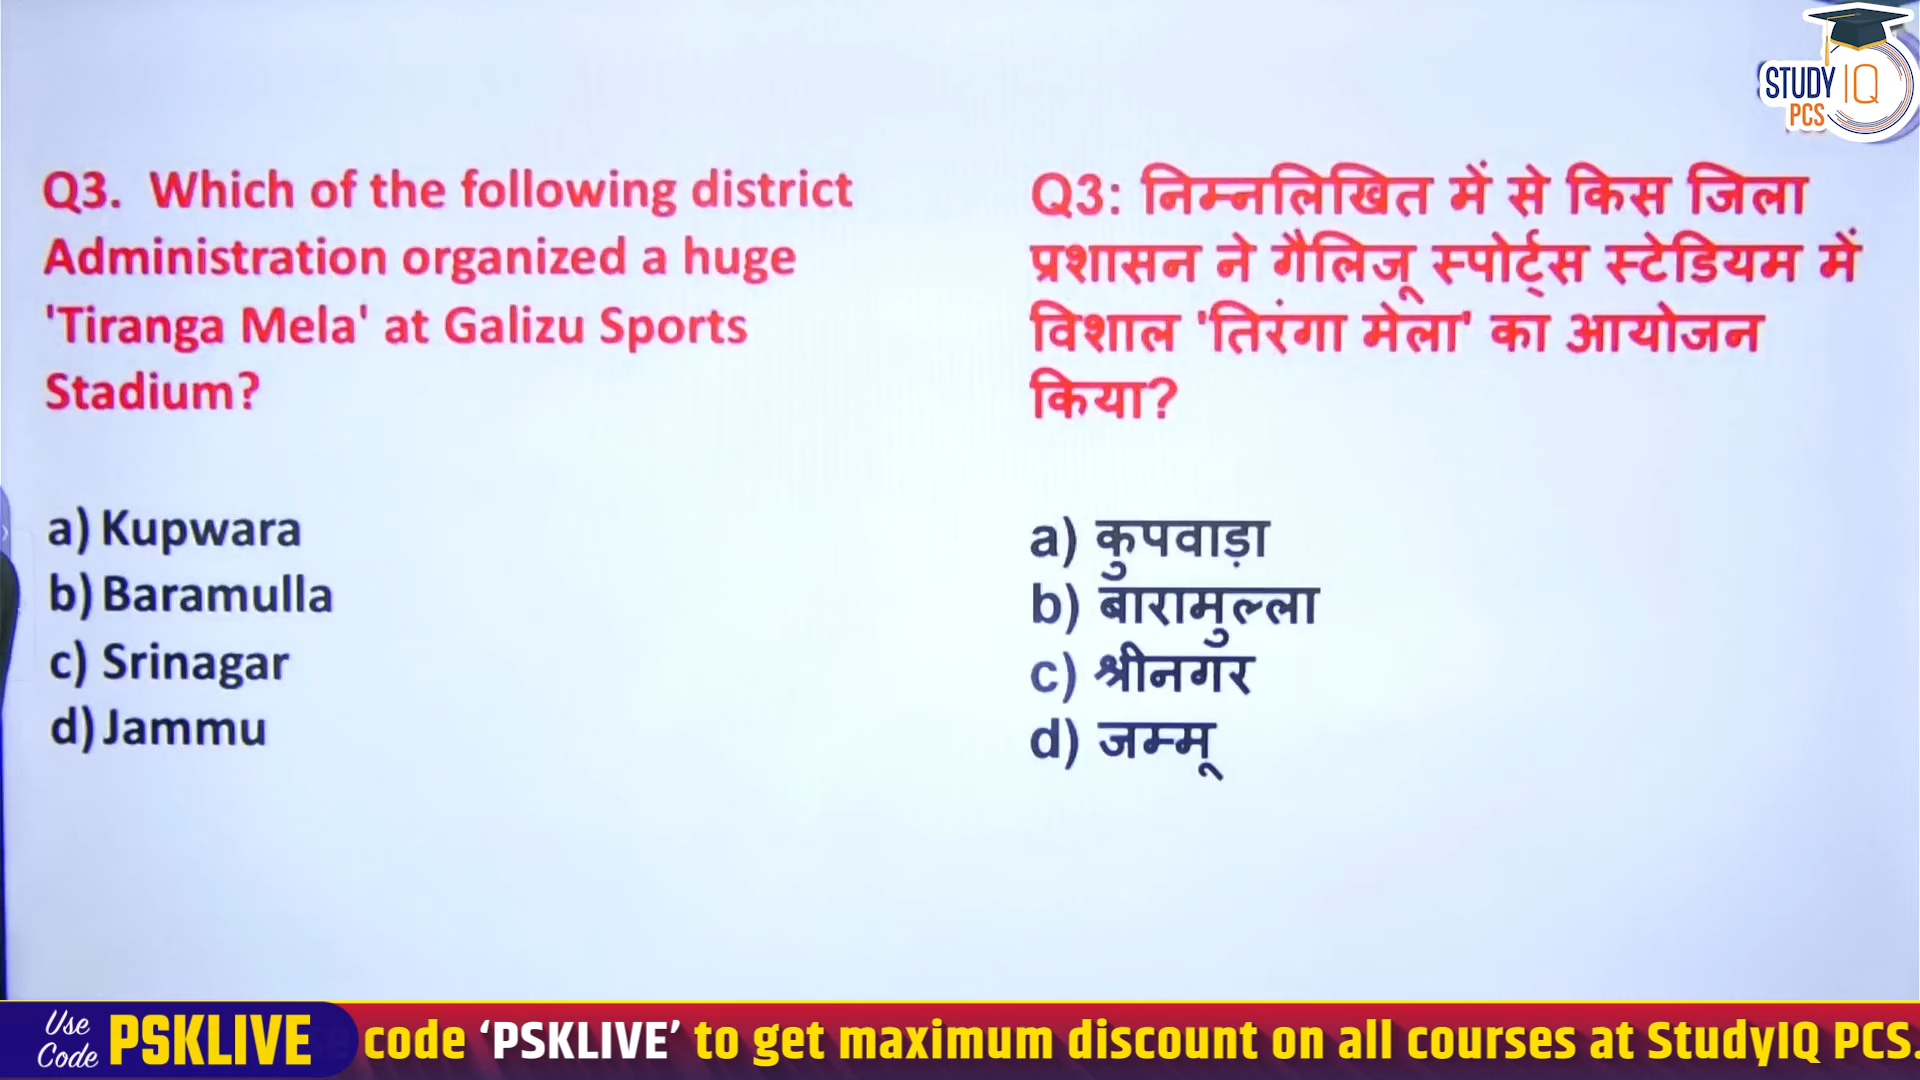 STUDY IQ
PCS
Q3. Which of the following district
Administration organized a huge
'Tiranga Mela' at Galizu Sports
Stadium?
a) Kupwara
b) Baramulla
c) Srinagar
d) Jammu
Q3: निम्नलिखित में से किस जिला
प्रशासन ने गैलिजू स्पोर्ट्स स्टेडियम में
विशाल 'तिरंगा मेला' का आयोजन
किया?
a) कुपवाड़ा
b) बारामुल्ला
c) श्रीनगर
d) जम्मू
Use
Code PSKLIVE
code ‘PSKLIVE’ to get maximum discount on all courses at StudyIQ PCS.